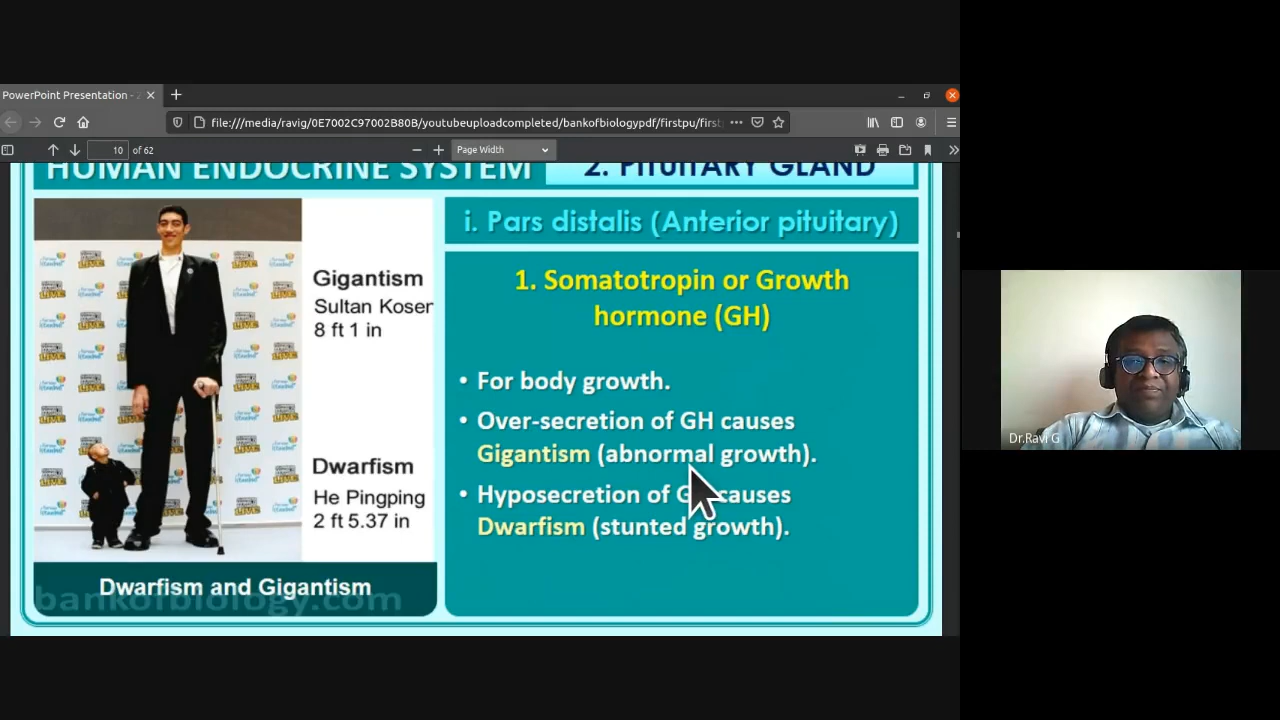 PowerPoint Presentation -
file:///media/ravig/0E7002C97002B80B/youtubeuploadcompleted/bankofbiologypdf/firstpu/first
10 of 62
Page Width
HUMAN ENDOCRINE SYSTEM
2. PITUITARY GLAND
Gigantism
Sultan Koser
8 ft 1 in
Dwarfism
He Pingping
2 ft 5.37 in
Dwarfism and Gigantism
bankofbiology.com
i. Pars distalis (Anterior pituitary)
1. Somatotropin or Growth
hormone (GH)
• For body growth.
• Over-secretion of GH causes
Gigantism (abnormal growth).
• Hyposecretion of G causes
Dwarfism (stunted growth).
Dr.Ravi G